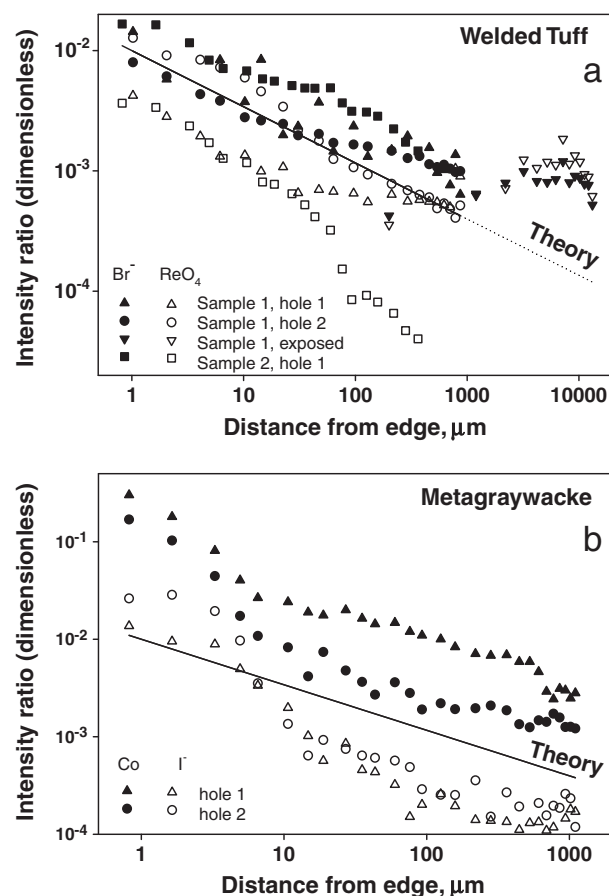 Welded Tuff
a
Intensity ratio (dimensionless)
10⁻²
10⁻³
10⁻⁴
Theory
Br⁻ ReO₄
Sample 1, hole 1
Sample 1, hole 2
Sample 1, exposed
Sample 2, hole 1
1 10 100 1000 10000
Distance from edge, μm
Metagraywacke
b
Intensity ratio (dimensionless)
10⁻¹
10⁻²
10⁻³
10⁻⁴
Theory
Co I⁻
hole 1
hole 2
1 10 100 1000
Distance from edge, μm